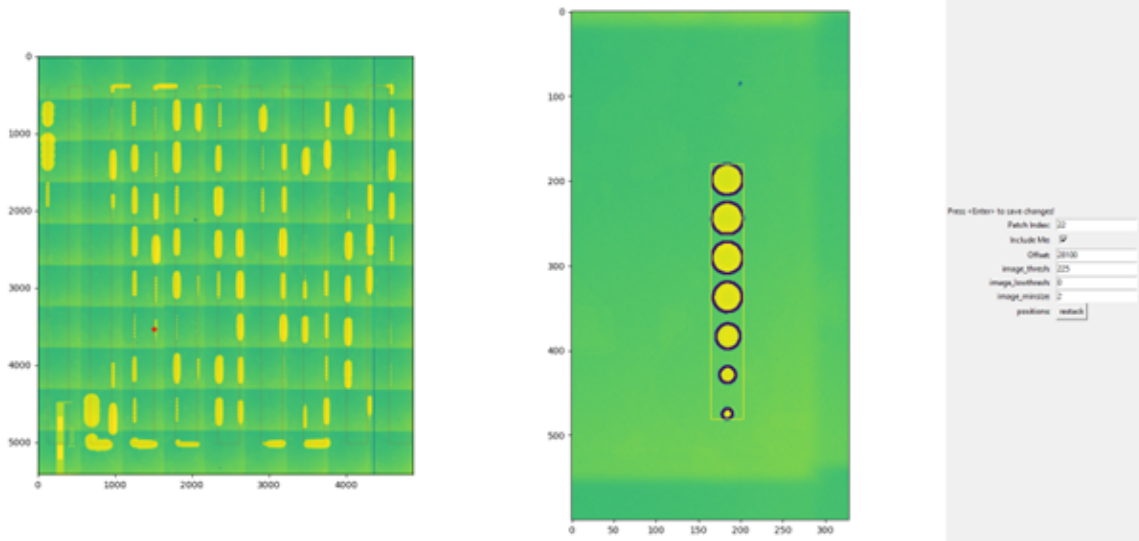 0
1000
2000
3000
4000
5000
0 1000 2000 3000 4000
0
100
200
300
400
500
0 50 100 150 200 250 300
Press <Enter> to save changed
Patch Index: 22
Include Me:
Offset: 28100
image_thresh: 225
image_lowthresh: 0
image_minsize: 2
positions: restack